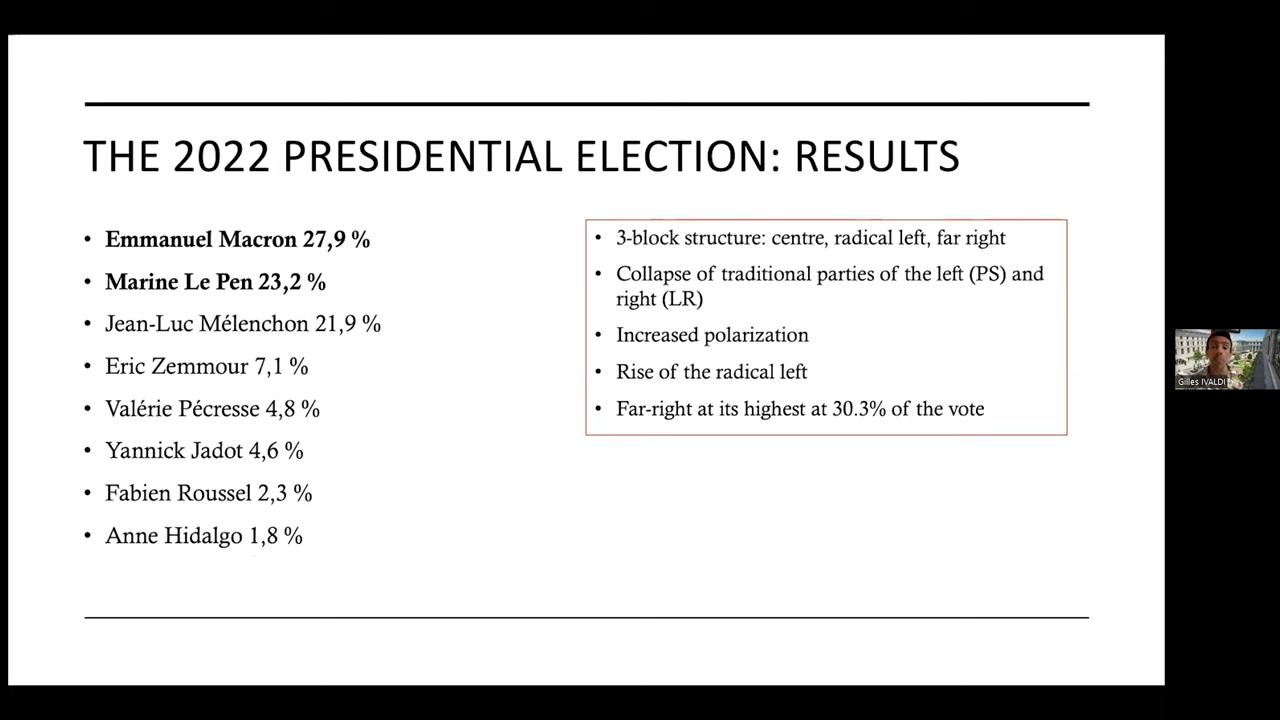 THE 2022 PRESIDENTIAL ELECTION: RESULTS
• Emmanuel Macron 27,9 %
• Marine Le Pen 23,2 %
• Jean-Luc Mélenchon 21,9 %
• Eric Zemmour 7,1 %
• Valérie Pécresse 4,8 %
• Yannick Jadot 4,6 %
• Fabien Roussel 2,3 %
• Anne Hidalgo 1,8 %
• 3-block structure: centre, radical left, far right
• Collapse of traditional parties of the left (PS) and
right (LR)
• Increased polarization
• Rise of the radical left
• Far-right at its highest at 30.3% of the vote
Gilles IVALDI